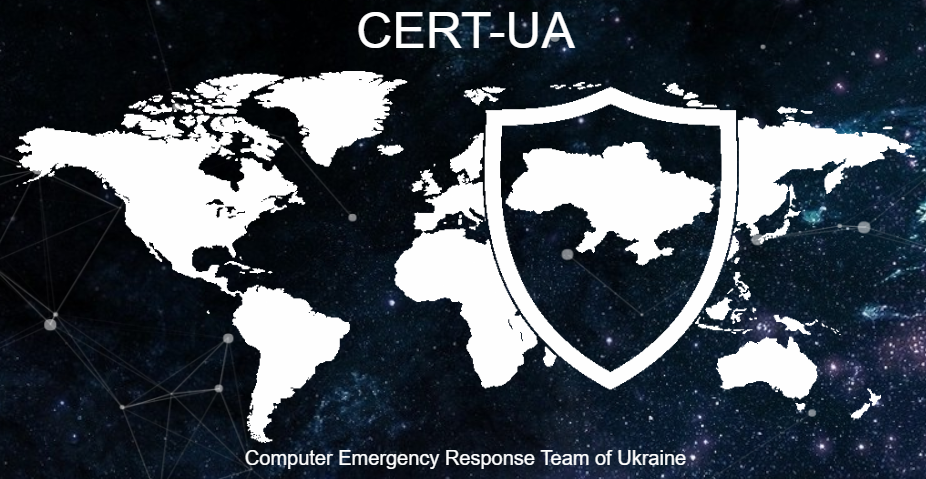 CERT-UA
Computer Emergency Response Team of Ukraine